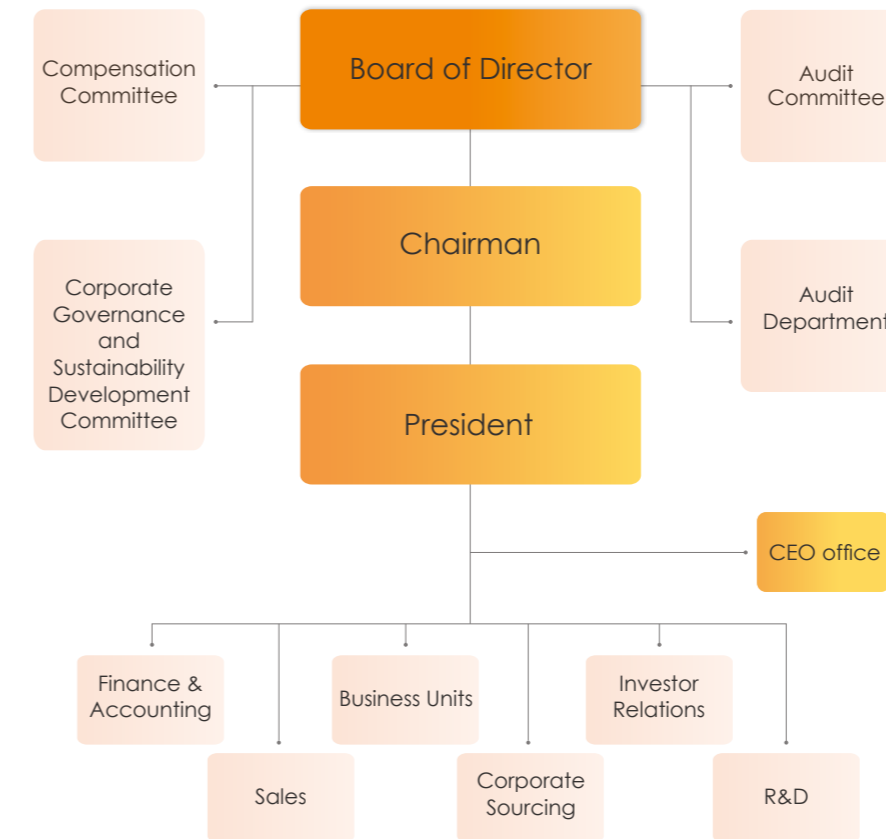 Compensation
Committee
Board of Director
Audit
Committee
Chairman
Corporate
Governance
and
Sustainability
Development
Committee
Audit
Department
President
CEO office
Finance &
Accounting
Business Units
Investor
Relations
Sales
Corporate
Sourcing
R&D